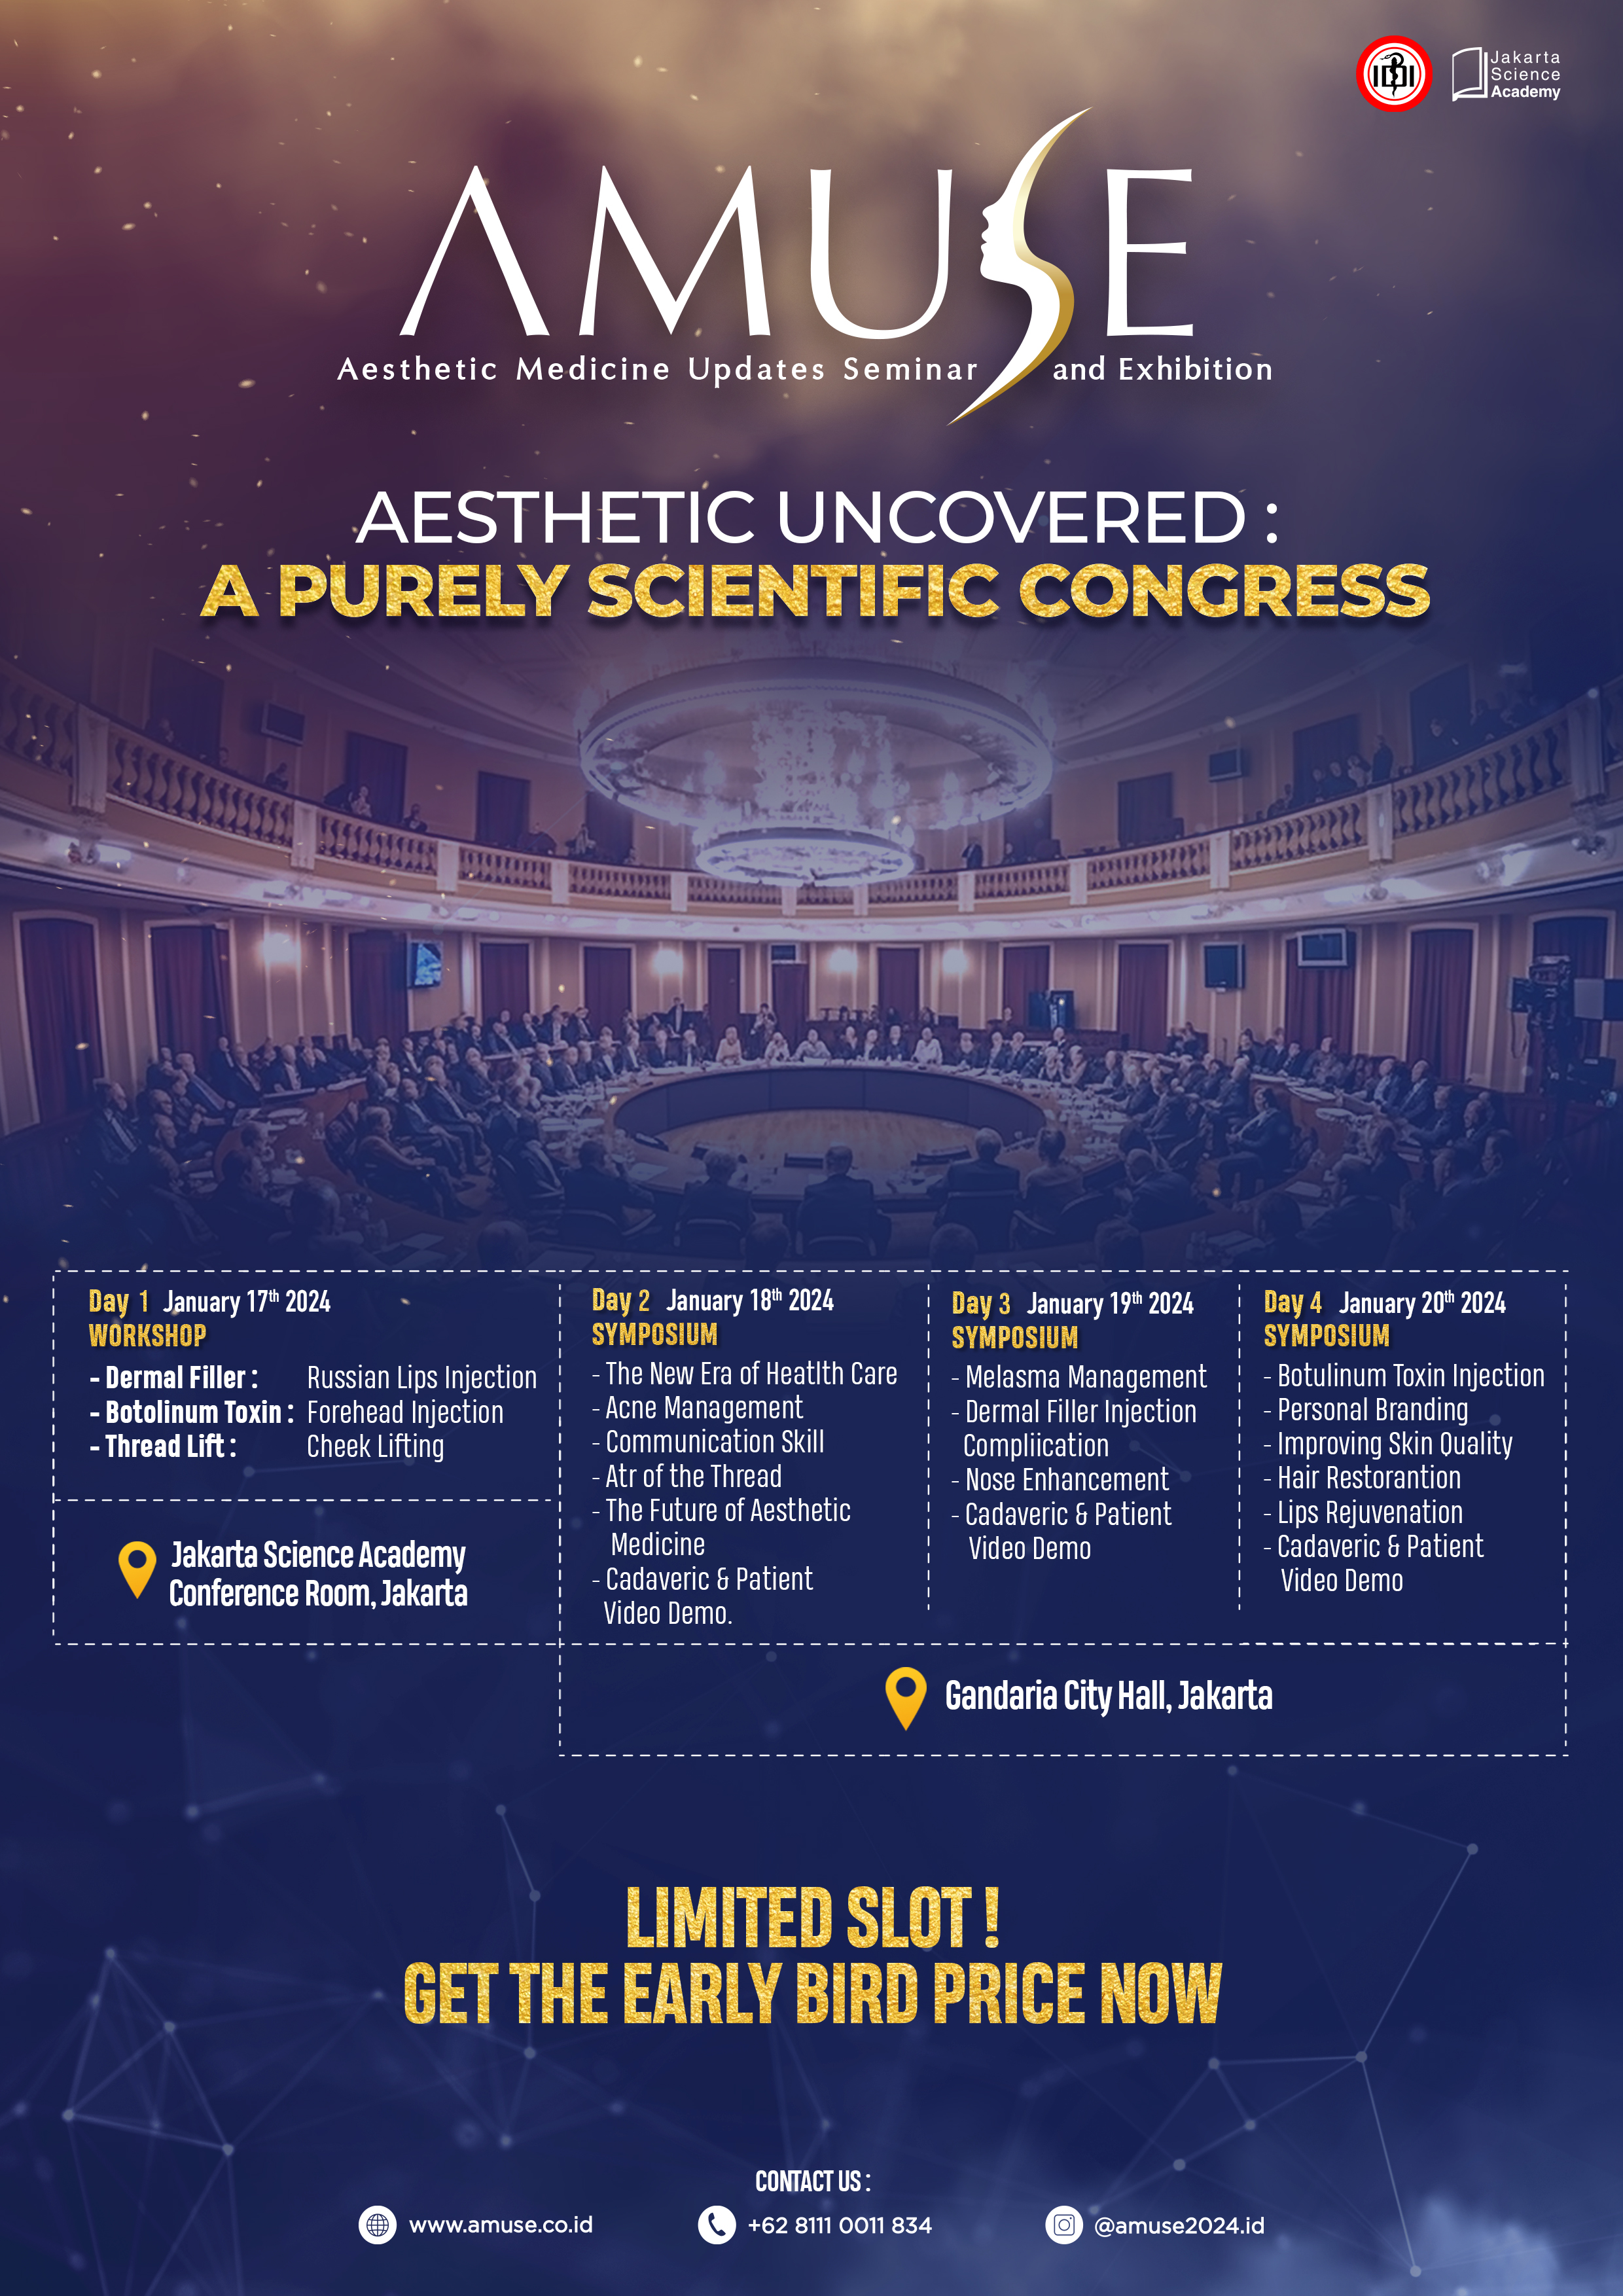 IDI
Jakarta
Science
Academy
AMUSE
Aesthetic Medicine Updates Seminar and Exhibition
AESTHETIC UNCOVERED :
A PURELY SCIENTIFIC CONGRESS
Day 1 January 17th 2024
WORKSHOP
- Dermal Filler : Russian Lips Injection
- Botolinum Toxin : Forehead Injection
- Thread Lift : Cheek Lifting
Jakarta Science Academy
Conference Room, Jakarta
Day 2 January 18th 2024
SYMPOSIUM
- The New Era of Heatlth Care
- Acne Management
- Communication Skill
- Atr of the Thread
- The Future of Aesthetic
Medicine
- Cadaveric & Patient
Video Demo.
Day 3 January 19th 2024
SYMPOSIUM
- Melasma Management
- Dermal Filler Injection
Compliication
- Nose Enhancement
- Cadaveric & Patient
Video Demo
Day 4 January 20th 2024
SYMPOSIUM
- Botulinum Toxin Injection
- Personal Branding
- Improving Skin Quality
- Hair Restorantion
- Lips Rejuvenation
- Cadaveric & Patient
Video Demo
Gandaria City Hall, Jakarta
LIMITED SLOT !
GET THE EARLY BIRD PRICE NOW
CONTACT US :
www.amuse.co.id
+62 8111 0011 834
@amuse2024.id